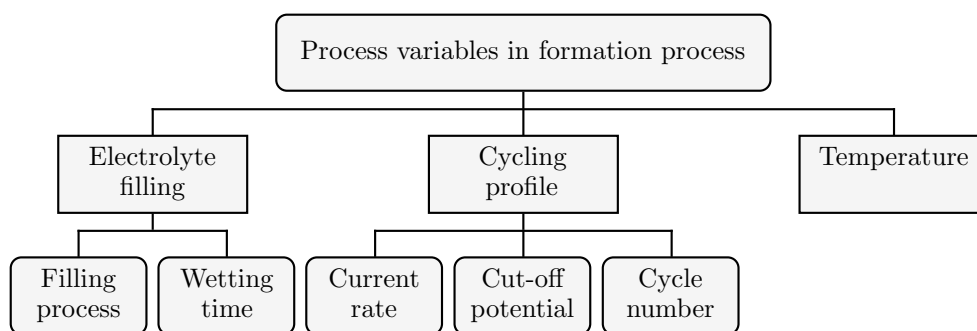 Process variables in formation process
Electrolyte
filling
Cycling
profile
Temperature
Filling
process
Wetting
time
Current
rate
Cut-off
potential
Cycle
number